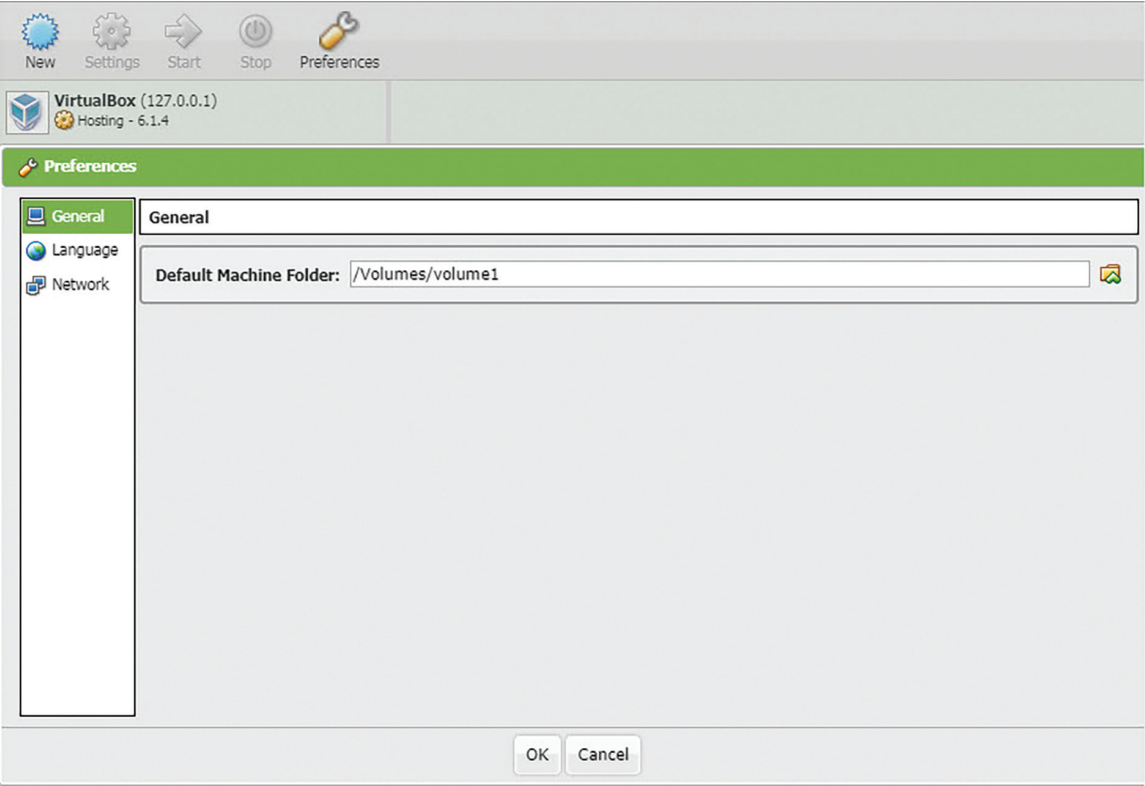 New Settings Start Stop Preferences
VirtualBox (127.0.0.1)
Hosting - 6.1.4
Preferences
General
Language
Network
General
Default Machine Folder: /Volumes/volume1
OK Cancel